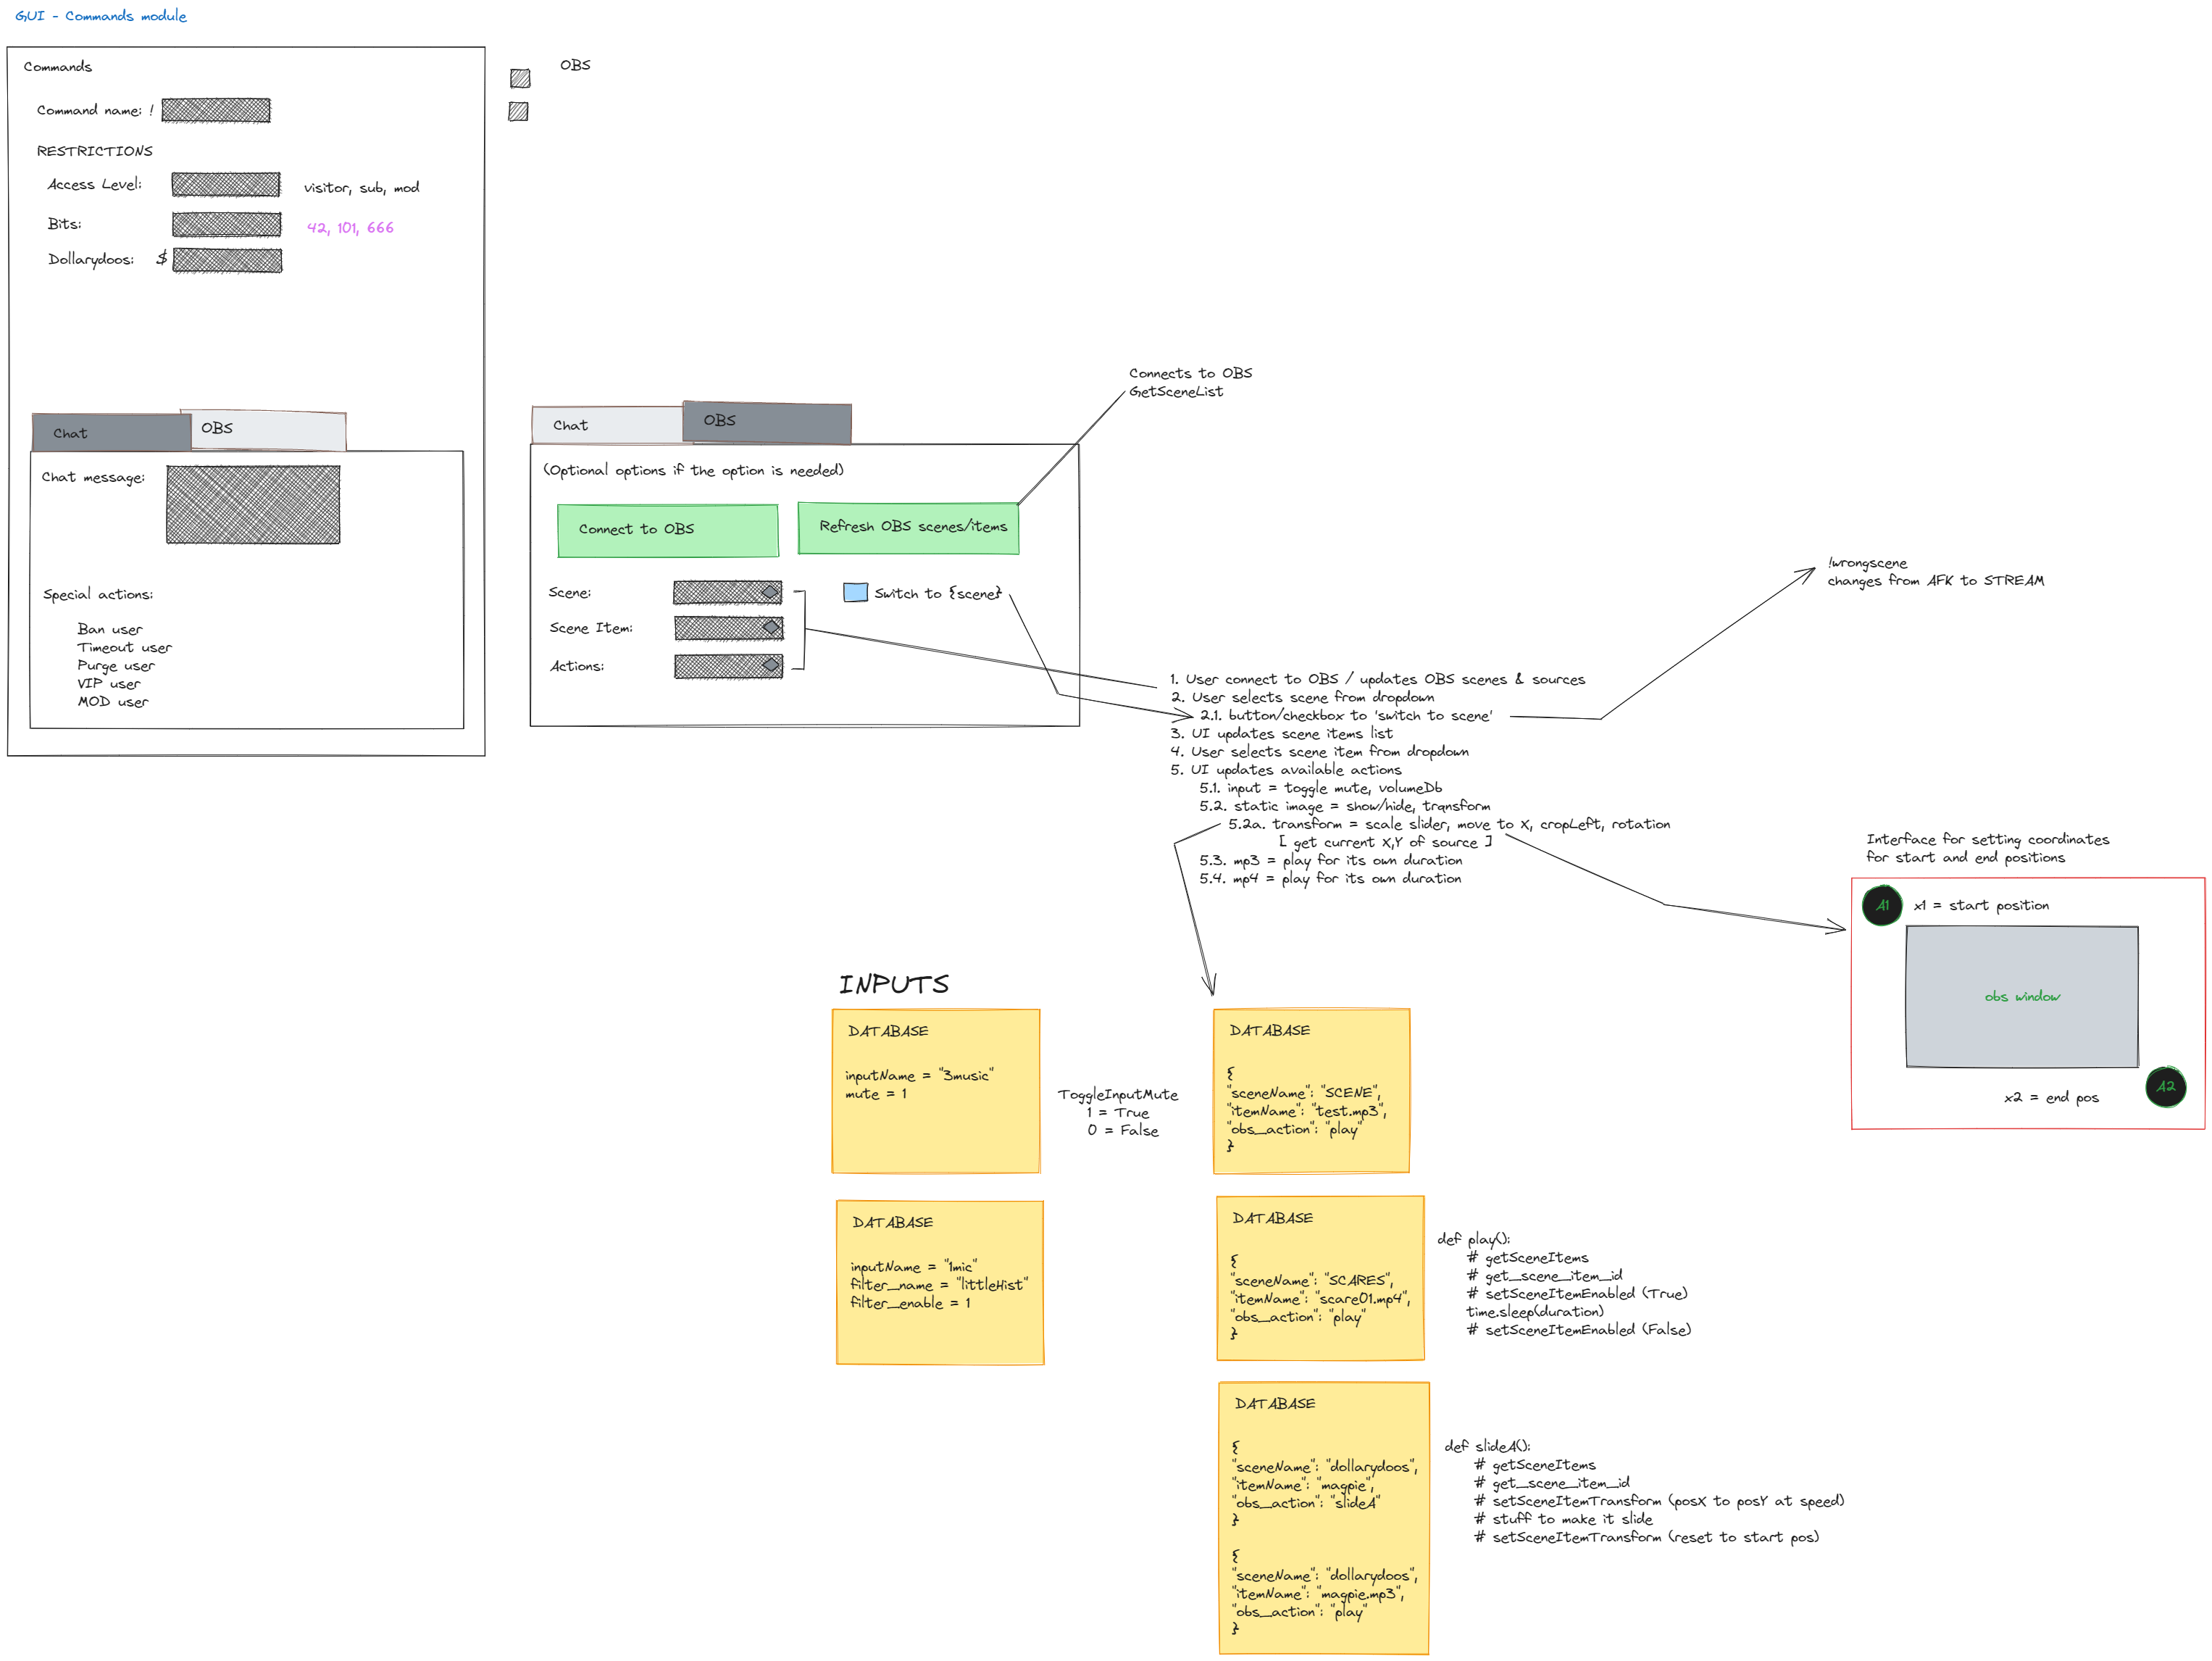 GUI - Commands module
Commands
Command name: !
RESTRICTIONS
Access Level:
visitor, sub, mod
Bits:
42, 101, 666
Dollarydoos: $
Chat
OBS
Chat message:
Special actions:
Ban user
Timeout user
Purge user
VIP user
MOD user
OBS
Chat
OBS
(Optional options if the option is needed)
Connect to OBS
Refresh OBS scenes/items
Scene:
Switch to {scene}
Scene Item:
Actions:
Connects to OBS
GetSceneList
!wrongscene
changes from AFK to STREAM
1. User connect to OBS / updates OBS scenes & sources
2. User selects scene from dropdown
2.1. button/checkbox to 'switch to scene'
3. UI updates scene items list
4. User selects scene item from dropdown
5. UI updates available actions
5.1. input = toggle mute, volumeDb
5.2. static image = show/hide, transform
5.2a. transform = scale slider, move to X, cropLeft, rotation
[ get current X,Y of source ]
5.3. mp3 = play for its own duration
5.4. mp4 = play for its own duration
Interface for setting coordinates
for start and end positions
A1
x1 = start position
obs window
A2
x2 = end pos
INPUTS
DATABASE
inputName = "3music"
mute = 1
ToggleInputMute
1 = True
0 = False
DATABASE
inputName = "1mic"
filter_name = "littleHist"
filter_enable = 1
DATABASE
{
"sceneName": "SCENE",
"itemName": "test.mp3",
"obs_action": "play"
}
DATABASE
{
"sceneName": "SCARES",
"itemName": "scare01.mp4",
"obs_action": "play"
}
def play():
# getSceneItems
# get_scene_item_id
# setSceneItemEnabled (True)
time.sleep(duration)
# setSceneItemEnabled (False)
DATABASE
{
"sceneName": "dollarydoos",
"itemName": "magpie",
"obs_action": "slideA"
}
{
"sceneName": "dollarydoos",
"itemName": "magpie.mp3",
"obs_action": "play"
}
def slideA():
# getSceneItems
# get_scene_item_id
# setSceneItemTransform (posX to posY at speed)
# stuff to make it slide
# setSceneItemTransform (reset to start pos)